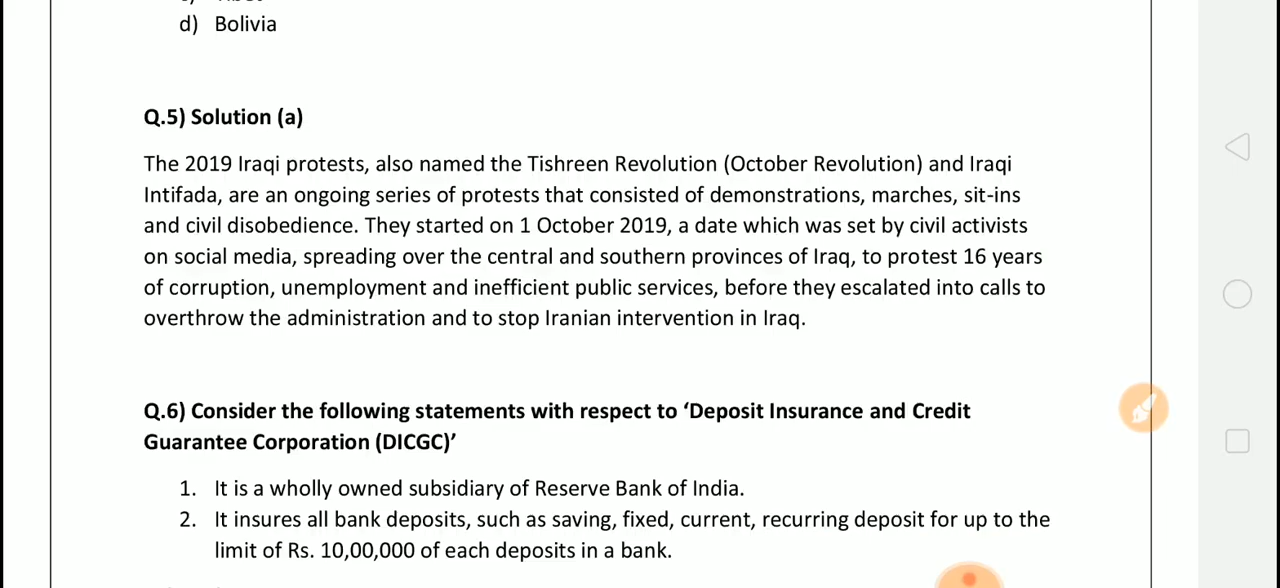 d) Bolivia
Q.5) Solution (a)
The 2019 Iraqi protests, also named the Tishreen Revolution (October Revolution) and Iraqi
Intifada, are an ongoing series of protests that consisted of demonstrations, marches, sit-ins
and civil disobedience. They started on 1 October 2019, a date which was set by civil activists
on social media, spreading over the central and southern provinces of Iraq, to protest 16 years
of corruption, unemployment and inefficient public services, before they escalated into calls to
overthrow the administration and to stop Iranian intervention in Iraq.
Q.6) Consider the following statements with respect to ‘Deposit Insurance and Credit
Guarantee Corporation (DICGC)’
1. It is a wholly owned subsidiary of Reserve Bank of India.
2. It insures all bank deposits, such as saving, fixed, current, recurring deposit for up to the
limit of Rs. 10,00,000 of each deposits in a bank.